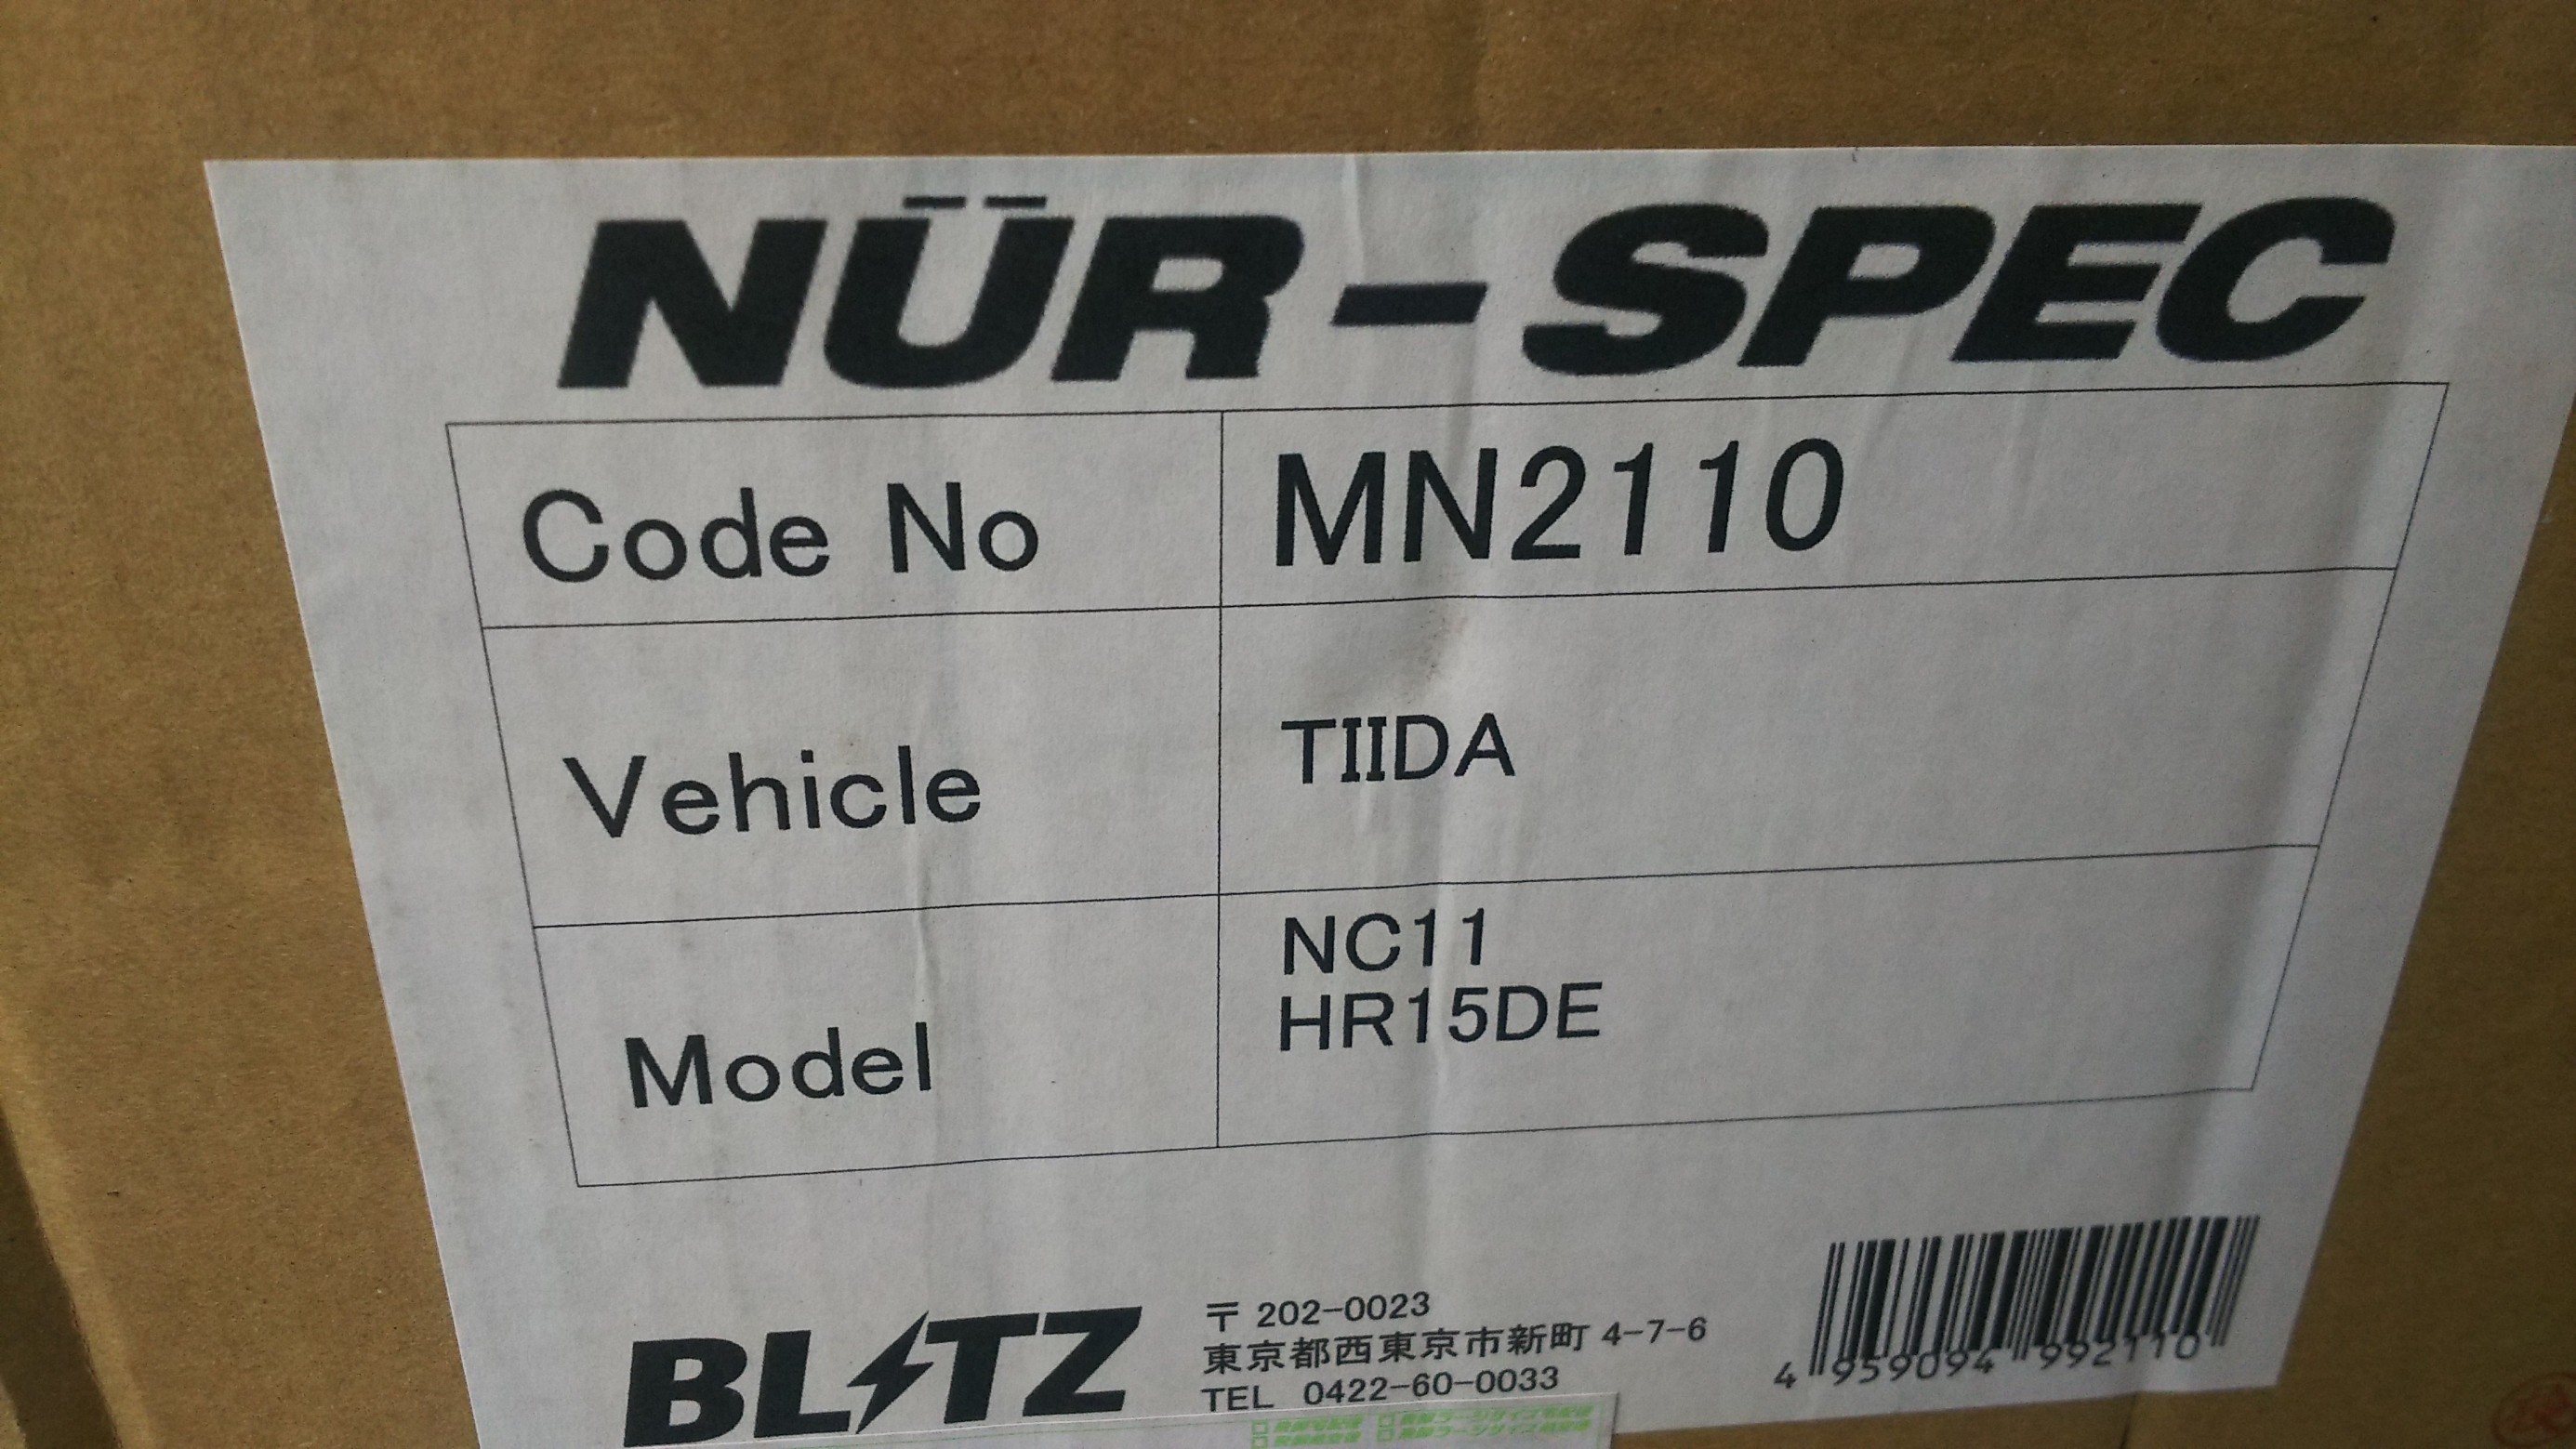 NÜR-SPEC
Code No MN2110
Vehicle TIIDA
Model NC11
HR15DE
BLITZ
〒 202-0023
東京都西東京市新町 4-7-6
TEL 0422-60-0033
4 959094 992110